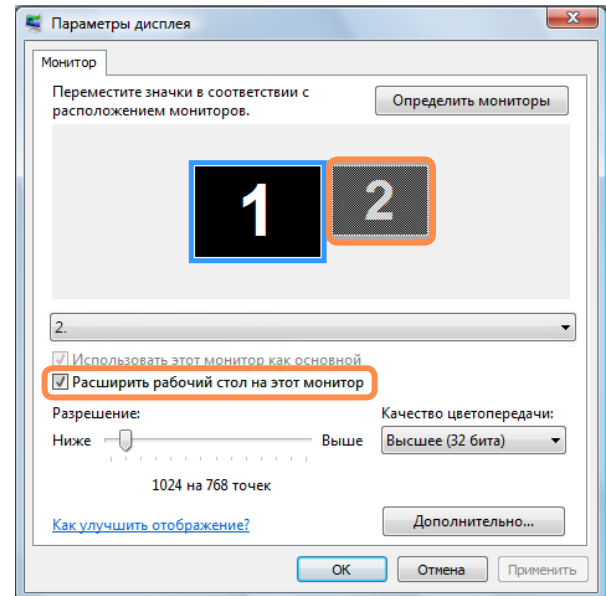 Параметры дисплея
Монитор
Переместите значки в соответствии с
расположением мониторов.
Определить мониторы
1
2
2.
Использовать этот монитор как основной
Расширить рабочий стол на этот монитор
Разрешение:
Ниже
Выше
1024 на 768 точек
Качество цветопередачи:
Высшее (32 бита)
Как улучшить отображение?
Дополнительно...
ОК
Отмена
Применить